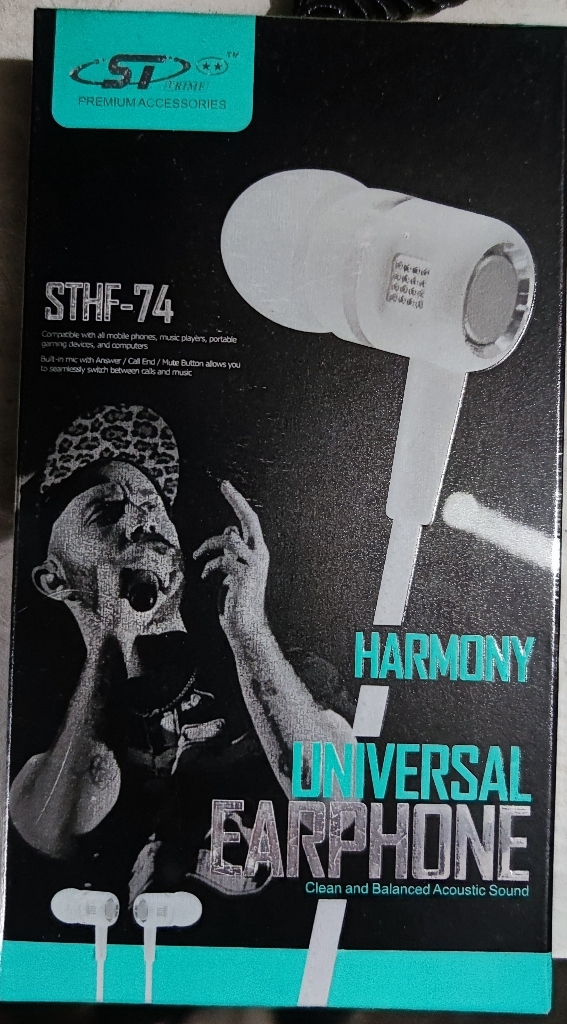 ST
PRIME
TM
PREMIUM ACCESSORIES
STHF-74
Compatible with all mobile phones, music players, portable
gaming devices, and computers
Built-in mic with Answer / Call End / Mute Button allows you
to seamlessly switch between calls and music
HARMONY
UNIVERSAL
EARPHONE
Clean and Balanced Acoustic Sound